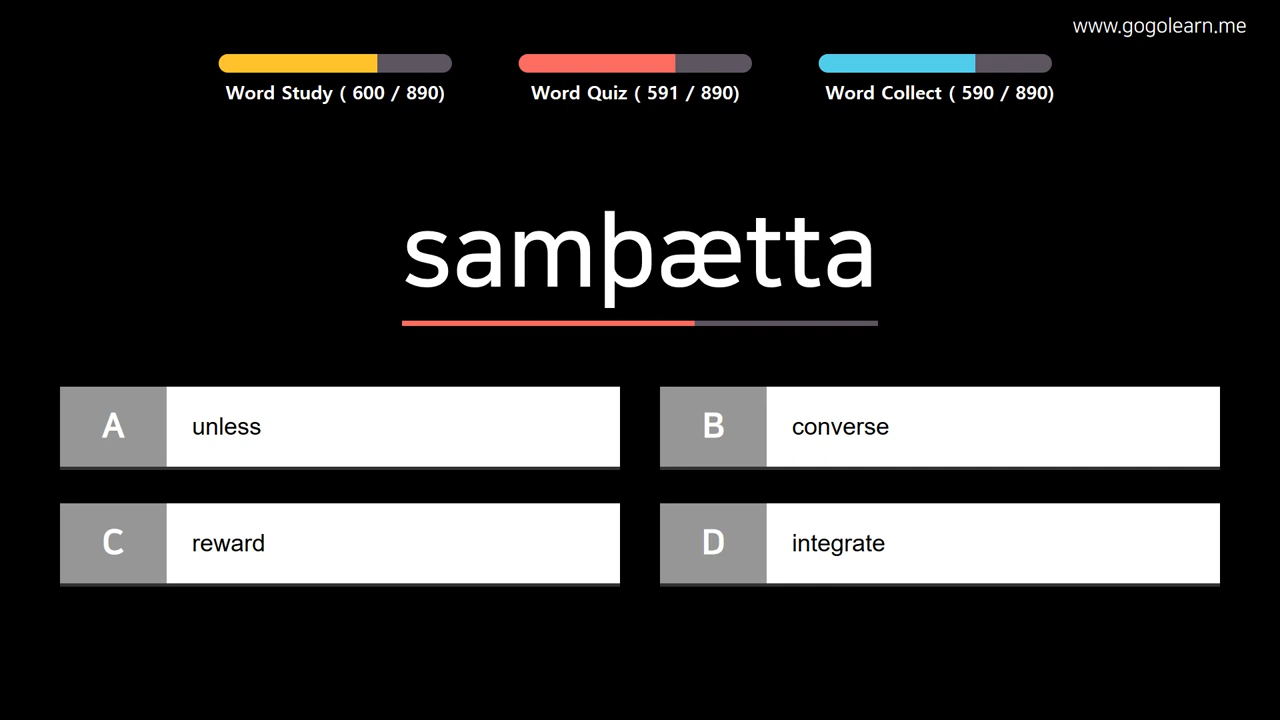 www.gogolearn.me
Word Study ( 600 / 890)
Word Quiz ( 591 / 890)
Word Collect ( 590 / 890)
samþætta
A unless
B converse
C reward
D integrate